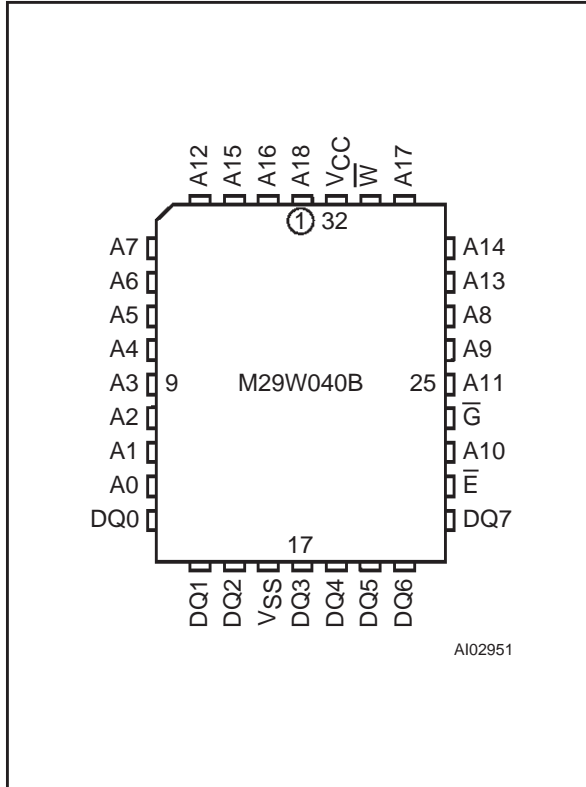 A12 A15 A16 A18 VCC W̅ A17
1 32
A7 A14
A6 A13
A5 A8
A4 A9
A3 9 M29W040B 25 A11
A2 G̅
A1 A10
A0 E̅
DQ0 DQ7
17
DQ1 DQ2 VSS DQ3 DQ4 DQ5 DQ6
AI02951